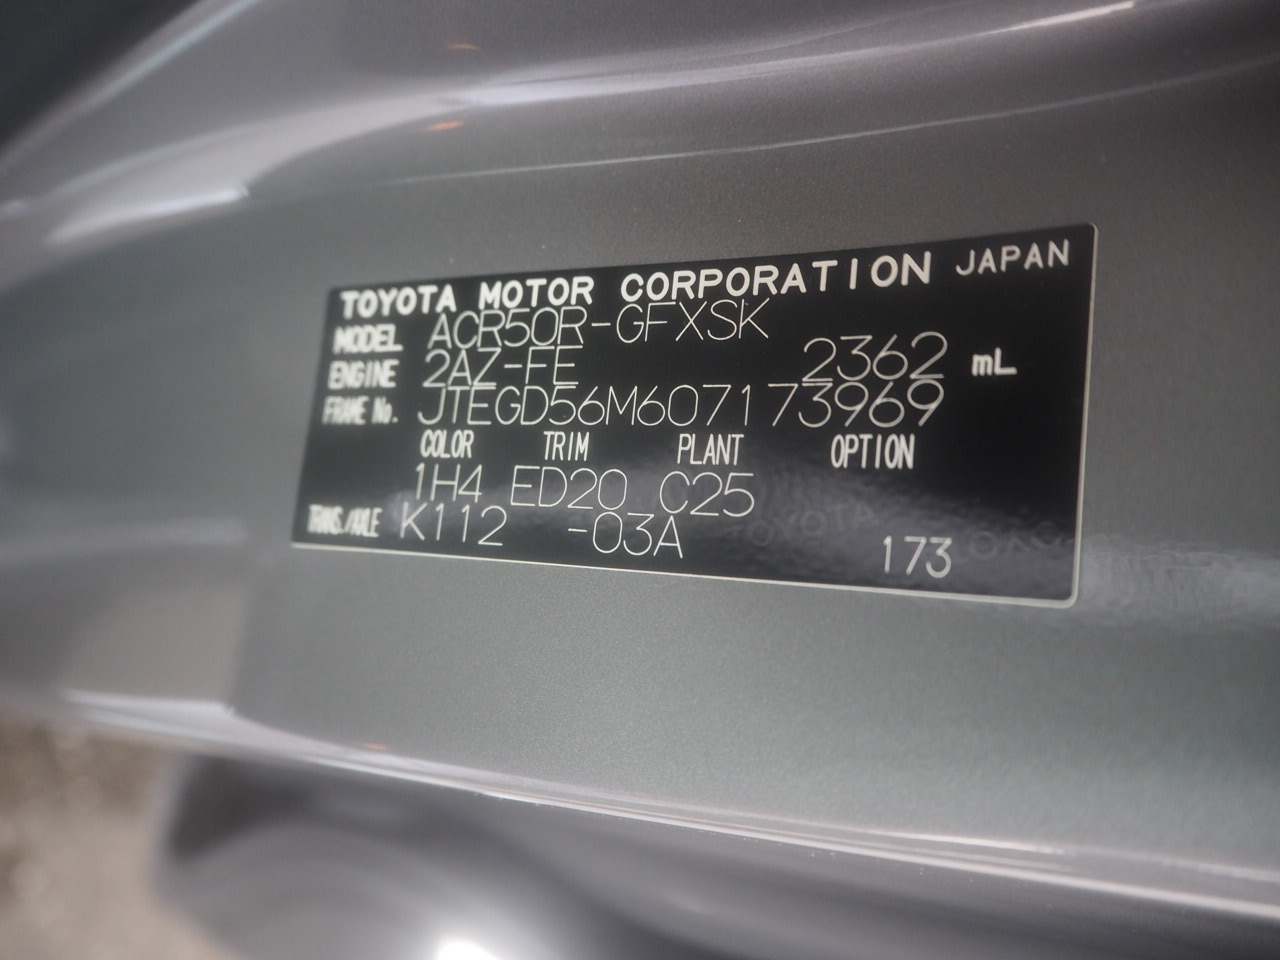 TOYOTA MOTOR CORPORATION JAPAN
MODEL ACR50R-GFXSK
ENGINE 2AZ-FE 2362 mL
FRAME No. JTEGD56M607173969
COLOR TRIM PLANT OPTION
1H4 ED20 C25
TRANS./AXLE K112 -03A
173